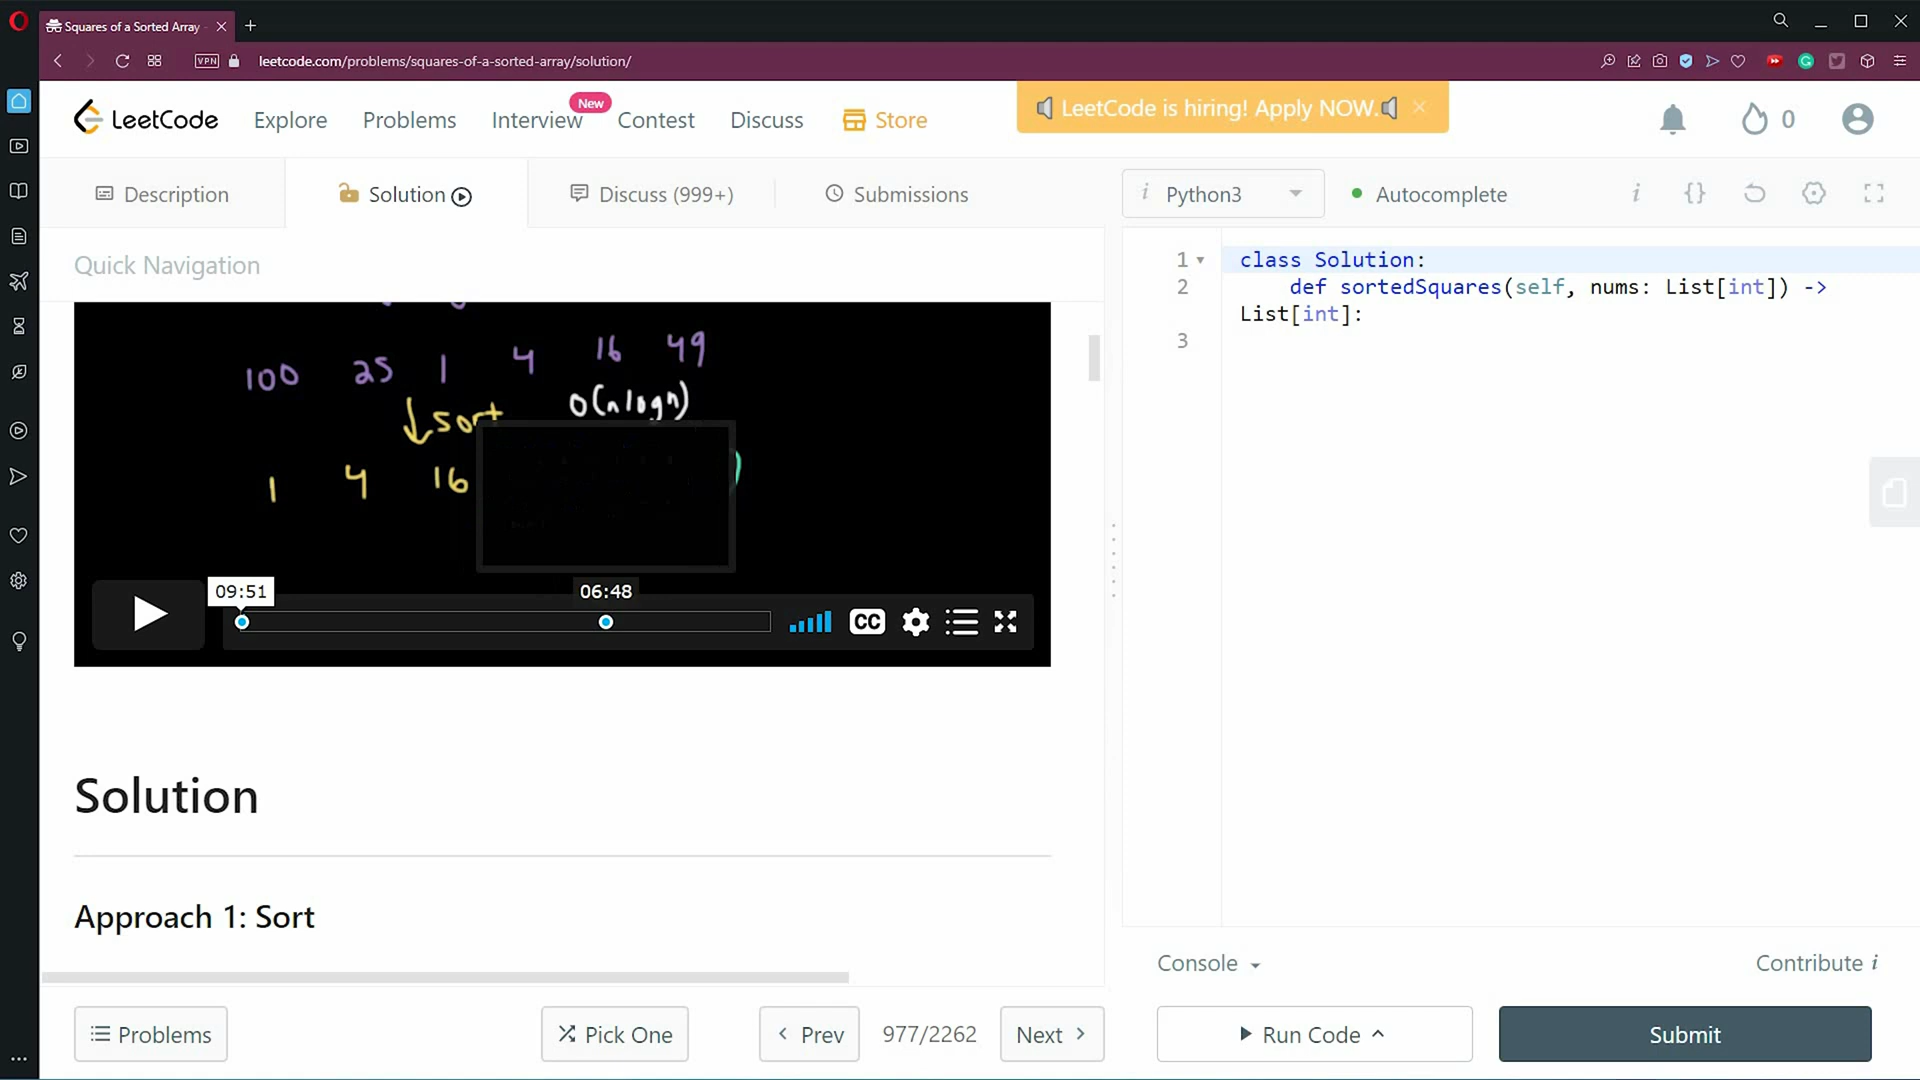 Squares of a Sorted Array
VPN
leetcode.com/problems/squares-of-a-sorted-array/solution/
LeetCode
Explore
Problems
Interview
New
Contest
Discuss
Store
LeetCode is hiring! Apply NOW.
0
Description
Solution
Discuss (999+)
Submissions
Python3
Autocomplete
Quick Navigation
100 25 1 4 16 49
sort O(nlogn)
1 4 16
09:51
06:48
CC
Solution
Approach 1: Sort
1 class Solution:
2 def sortedSquares(self, nums: List[int]) ->
List[int]:
3
Console
Contribute i
Problems
Pick One
Prev
977/2262
Next
Run Code
Submit